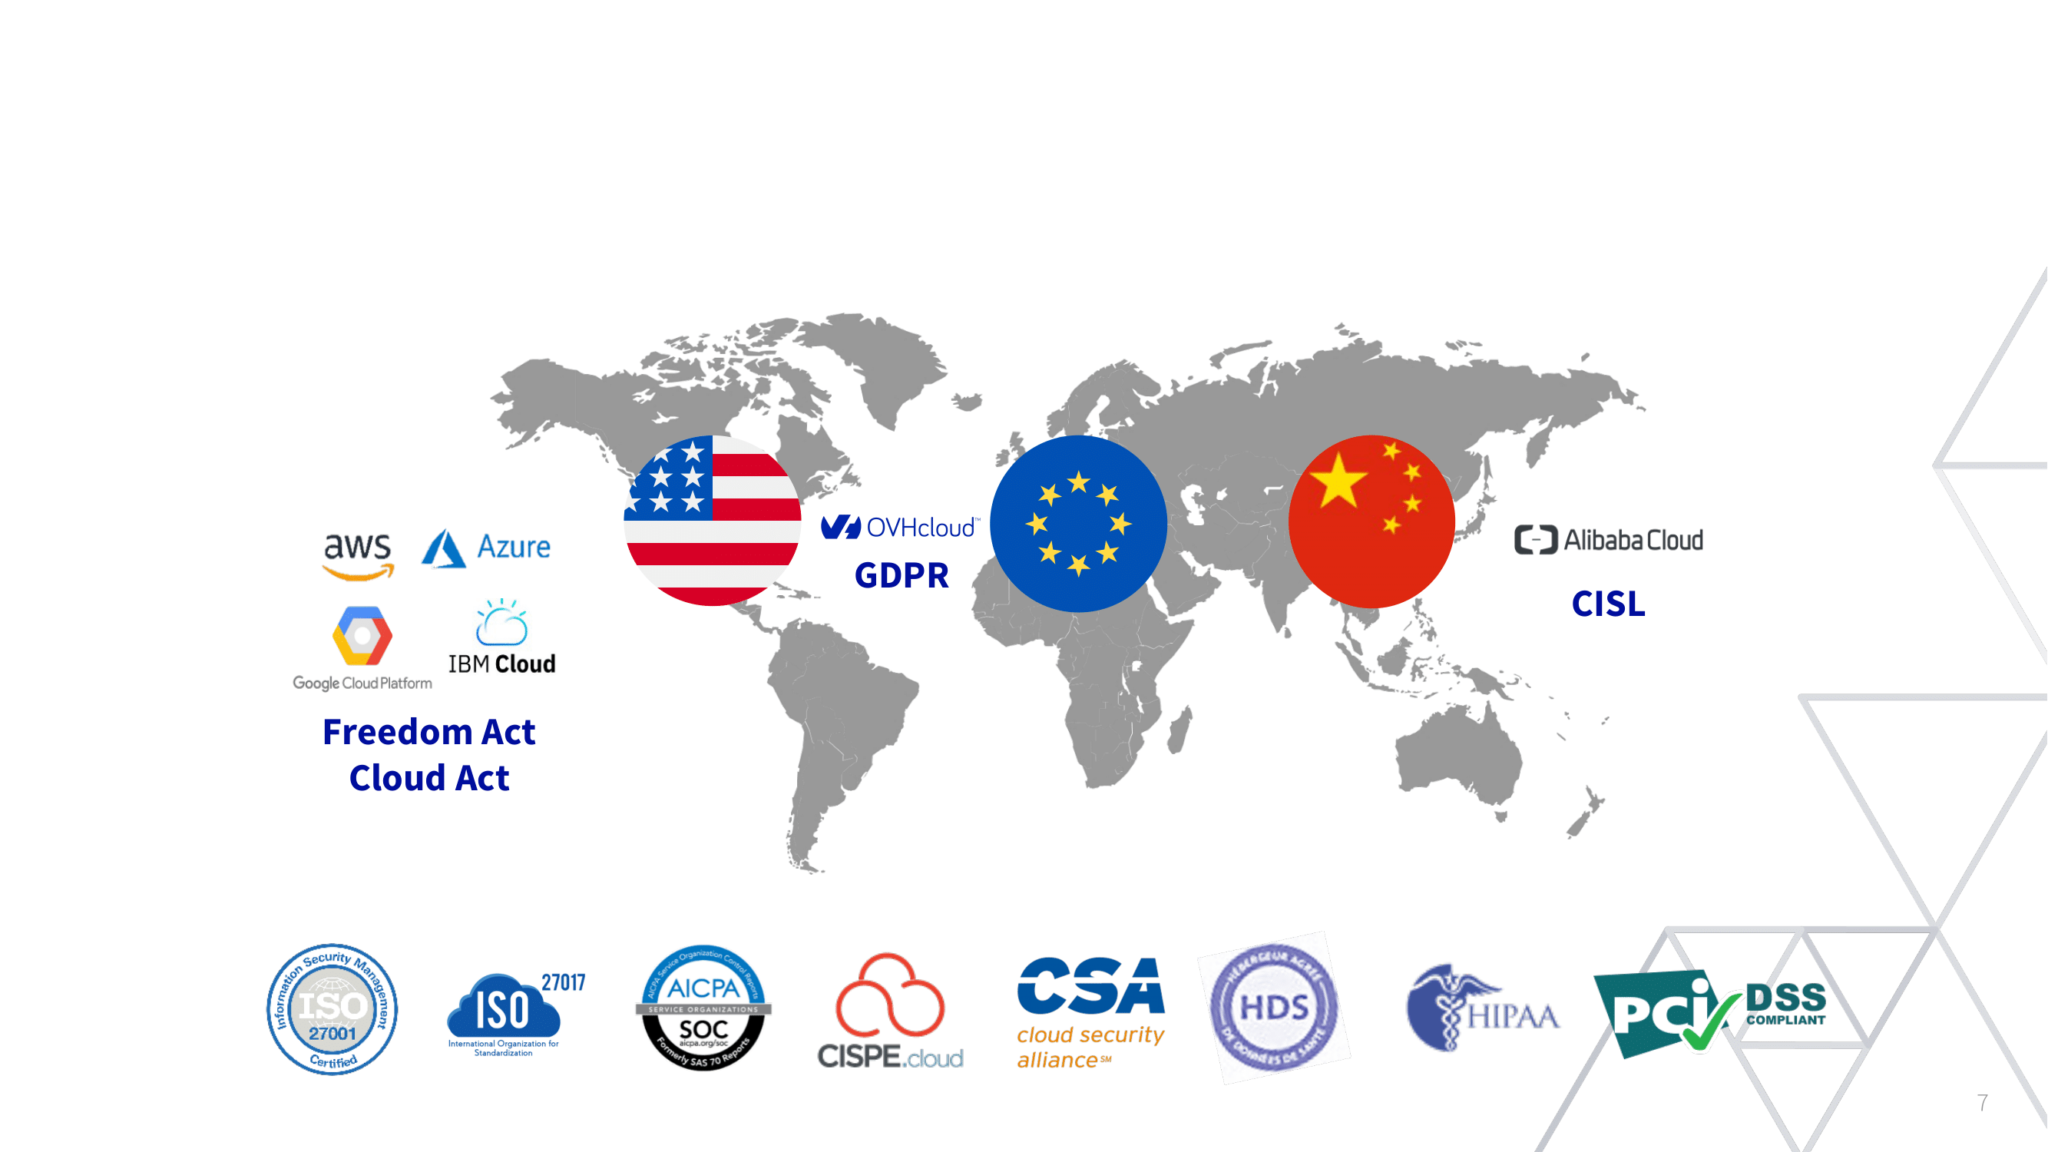 aws
Azure
Google Cloud Platform
IBM Cloud
Freedom Act
Cloud Act
OVHcloud™
GDPR
Alibaba Cloud
CISL
Information Security Management
ISO
27001
Certified
27017
ISO
International Organization for
Standardization
AICPA Service Organization Control Reports
AICPA
SERVICE ORGANIZATIONS
SOC
aicpa.org/soc
Formerly SAS 70 Reports
CISPE.cloud
CSA
cloud security
alliance℠
HÉBERGEUR AGRÉÉ
HDS
DE DONNÉES DE SANTÉ
HIPAA
PCi
DSS
COMPLIANT
7